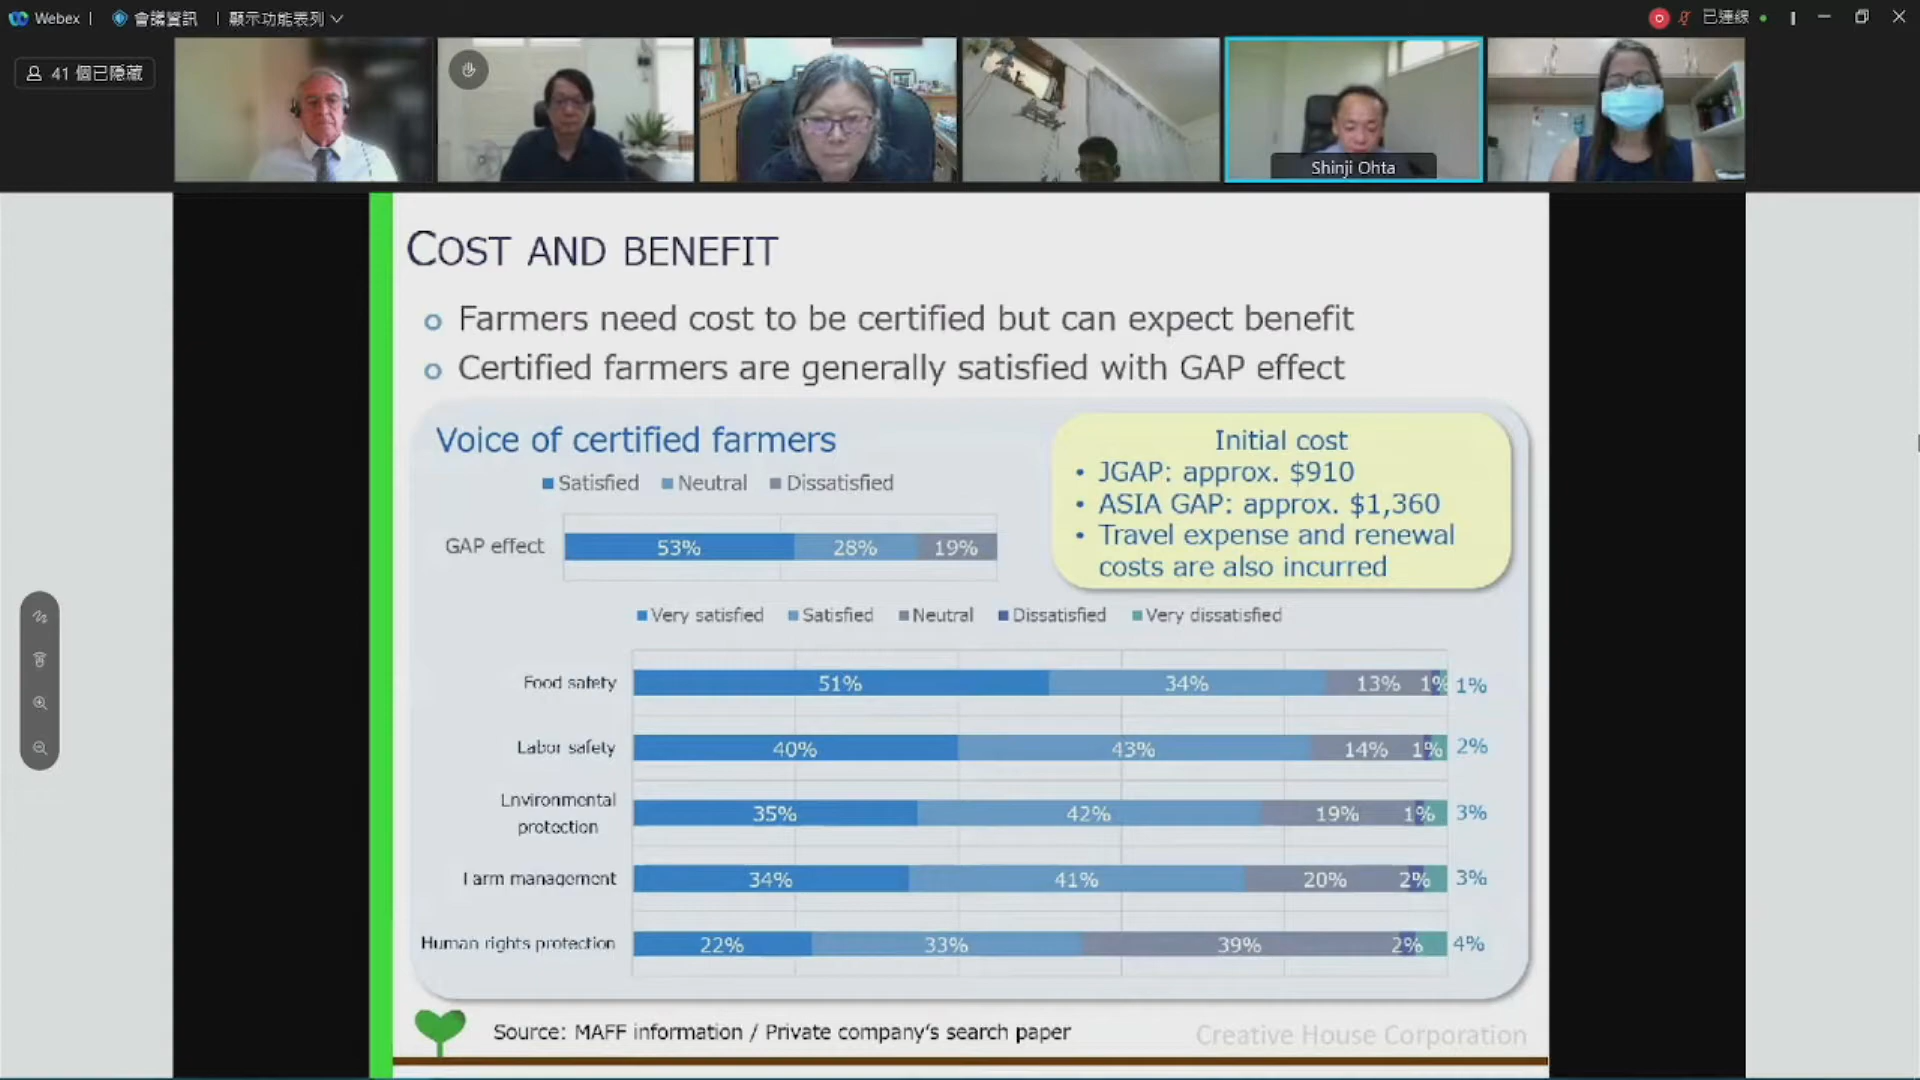 Webex | 會議資訊 | 顯示功能表列
已連線
41 個已隱藏
Shinji Ohta
COST AND BENEFIT
Farmers need cost to be certified but can expect benefit
Certified farmers are generally satisfied with GAP effect
Voice of certified farmers
Satisfied Neutral Dissatisfied
GAP effect 53% 28% 19%
Initial cost
• JGAP: approx. $910
• ASIA GAP: approx. $1,360
• Travel expense and renewal
costs are also incurred
Very satisfied Satisfied Neutral Dissatisfied Very dissatisfied
Food safety 51% 34% 13% 1% 1%
Labor safety 40% 43% 14% 1% 2%
Environmental
protection 35% 42% 19% 1% 3%
Farm management 34% 41% 20% 2% 3%
Human rights protection 22% 33% 39% 2% 4%
Source: MAFF information / Private company's search paper
Creative House Corporation